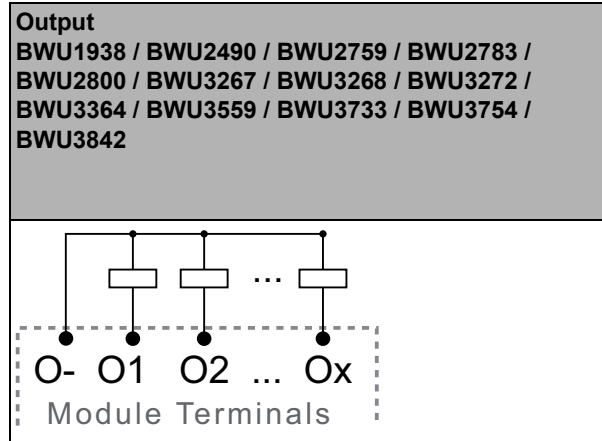 Output
BWU1938 / BWU2490 / BWU2759 / BWU2783 /
BWU2800 / BWU3267 / BWU3268 / BWU3272 /
BWU3364 / BWU3559 / BWU3733 / BWU3754 /
BWU3842
...
O- O1 O2 ... Ox
Module Terminals